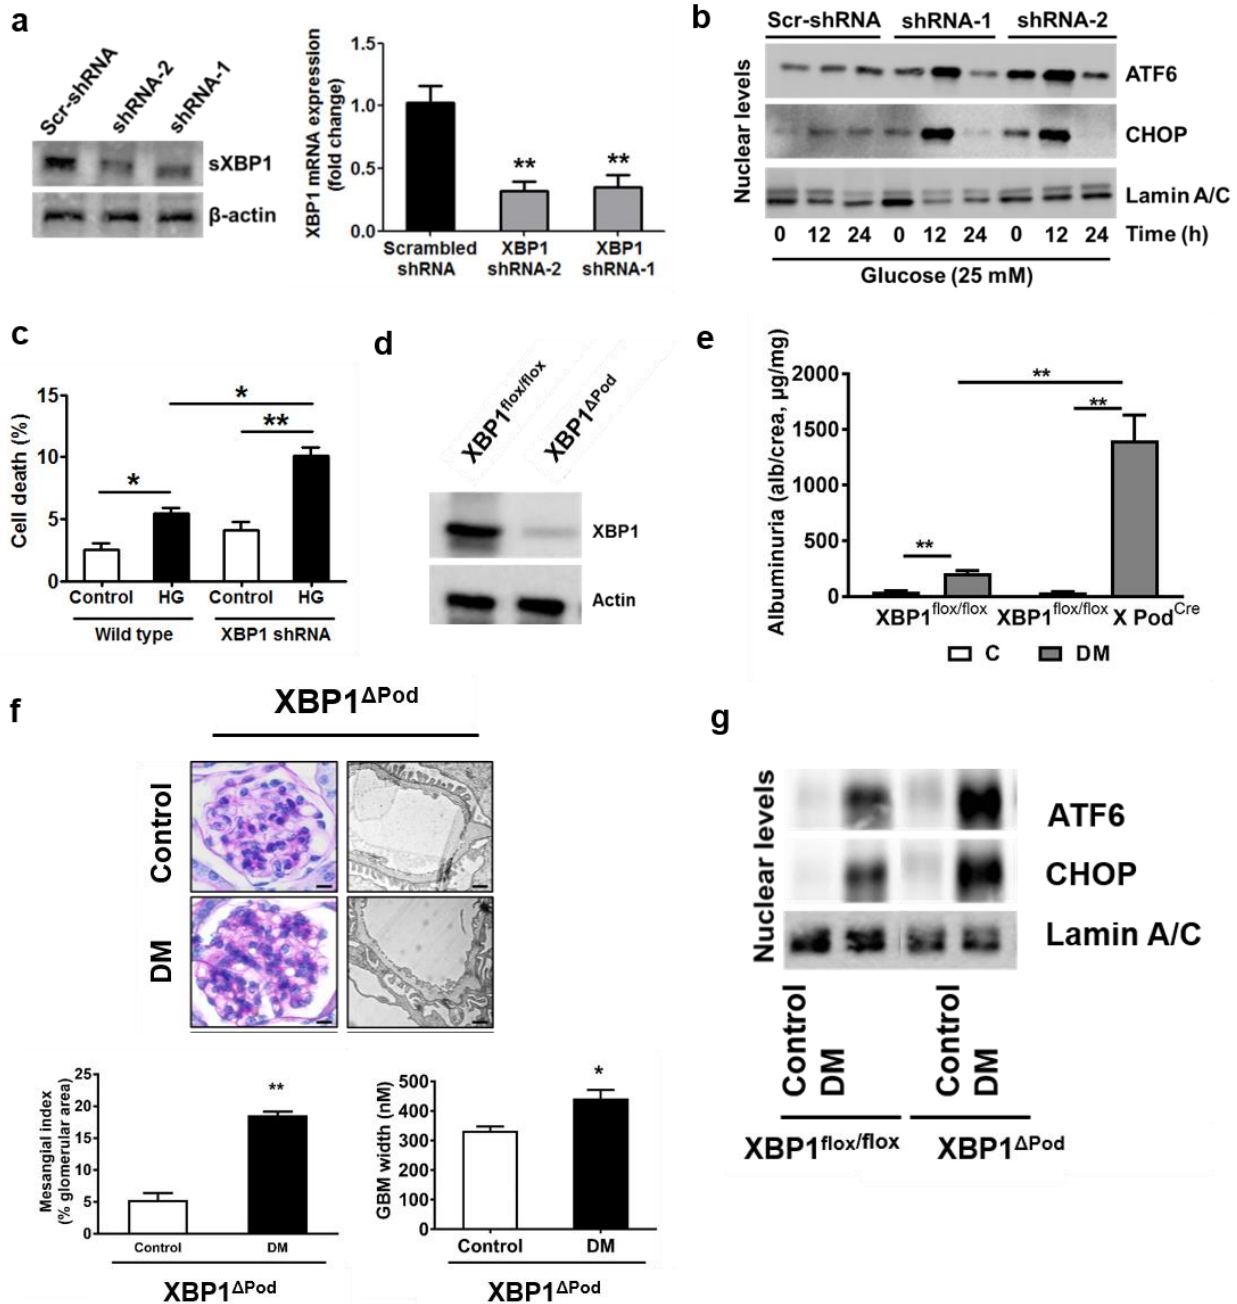 a
Scr-shRNA
shRNA-2
shRNA-1
sXBP1
β-actin
XBP1 mRNA expression
(fold change)
1.5
1.0
0.5
0.0
**
**
Scrambled
shRNA
XBP1
shRNA-2
XBP1
shRNA-1
b
Scr-shRNA shRNA-1 shRNA-2
Nuclear levels
ATF6
CHOP
Lamin A/C
0 12 24 0 12 24 0 12 24 Time (h)
Glucose (25 mM)
c
Cell death (%)
15
10
5
0
*
*
**
Control HG Control HG
Wild type XBP1 shRNA
d
XBP1flox/flox
XBP1ΔPod
XBP1
Actin
e
Albuminuria (alb/crea, µg/mg)
2000
1500
1000
500
0
**
**
**
XBP1flox/flox XBP1flox/flox X PodCre
C DM
f
XBP1ΔPod
Control
DM
Mesangial index
(% glomerular area)
25
20
15
10
5
0
**
Control DM
XBP1ΔPod
GBM width (nM)
500
400
300
200
100
0
*
Control DM
XBP1ΔPod
g
Nuclear levels
ATF6
CHOP
Lamin A/C
Control
DM
Control
DM
XBP1flox/flox XBP1ΔPod